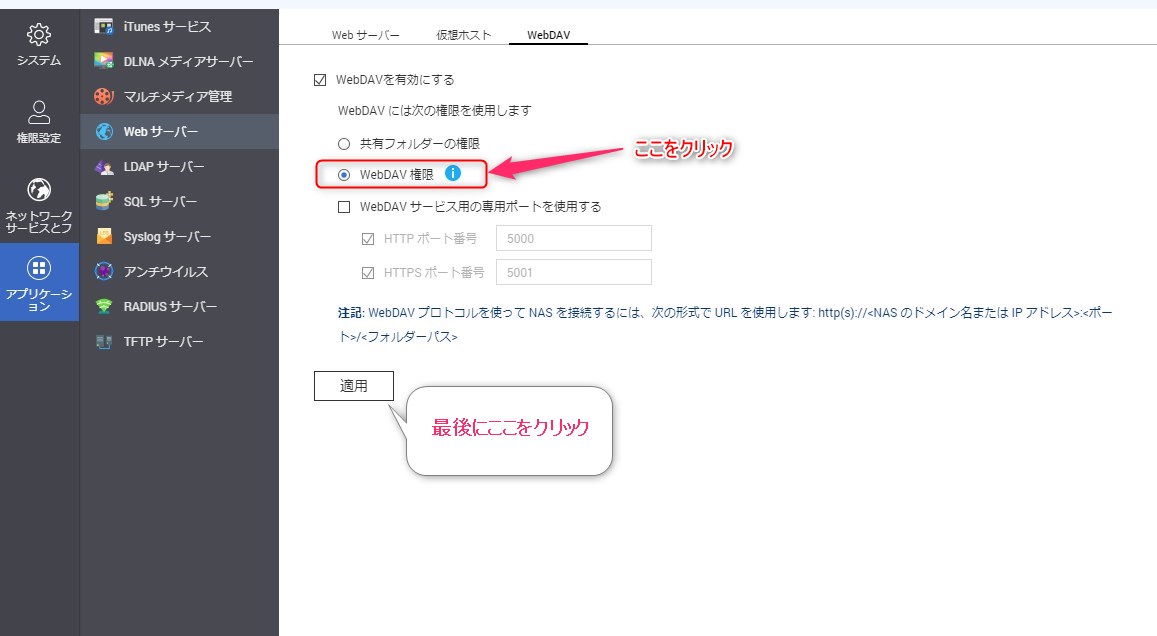 システム
権限設定
ネットワーク
サービスとフ
アプリケーシ
ョン
iTunes サービス
DLNA メディアサーバー
マルチメディア管理
Web サーバー
LDAP サーバー
SQL サーバー
Syslog サーバー
アンチウイルス
RADIUS サーバー
TFTP サーバー
Web サーバー 仮想ホスト WebDAV
WebDAVを有効にする
WebDAV には次の権限を使用します
共有フォルダーの権限
ここをクリック
WebDAV 権限 i
WebDAV サービス用の専用ポートを使用する
HTTP ポート番号 5000
HTTPS ポート番号 5001
注記: WebDAV プロトコルを使って NAS を接続するには、次の形式で URL を使用します: http(s)://<NAS のドメイン名または IP アドレス>:<ポー
ト>/<フォルダーパス>
適用
最後にここをクリック